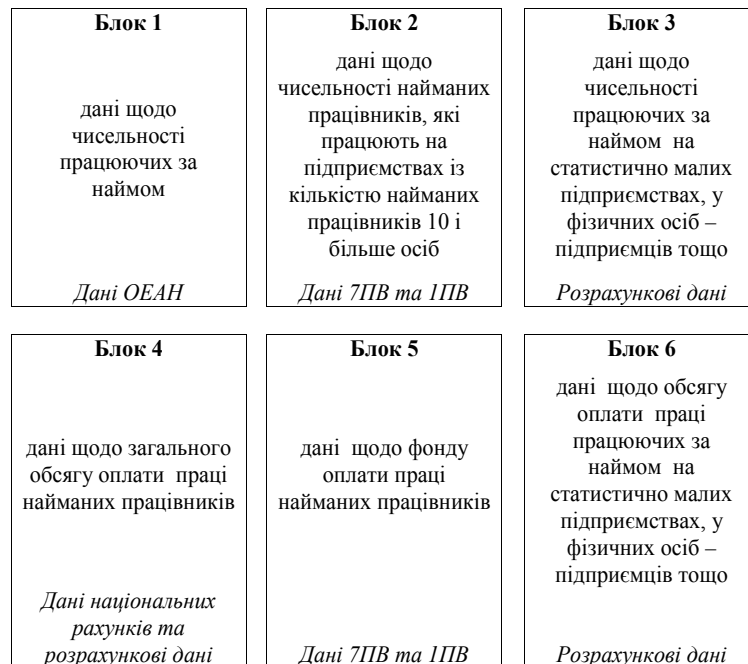 Блок 1
дані щодо
чисельності
працюючих за
наймом
Дані ОЕАН
Блок 2
дані щодо
чисельності найманих
працівників, які
працюють на
підприємствах із
кількістю найманих
працівників 10 і
більше осіб
Дані 7ПВ та 1ПВ
Блок 3
дані щодо
чисельності
працюючих за
наймом на
статистично малих
підприємствах, у
фізичних осіб –
підприємців тощо
Розрахункові дані
Блок 4
дані щодо загального
обсягу оплати праці
найманих працівників
Дані національних
рахунків та
розрахункові дані
Блок 5
дані щодо фонду
оплати праці
найманих працівників
Дані 7ПВ та 1ПВ
Блок 6
дані щодо обсягу
оплати праці
працюючих за
наймом на
статистично малих
підприємствах, у
фізичних осіб –
підприємців тощо
Розрахункові дані